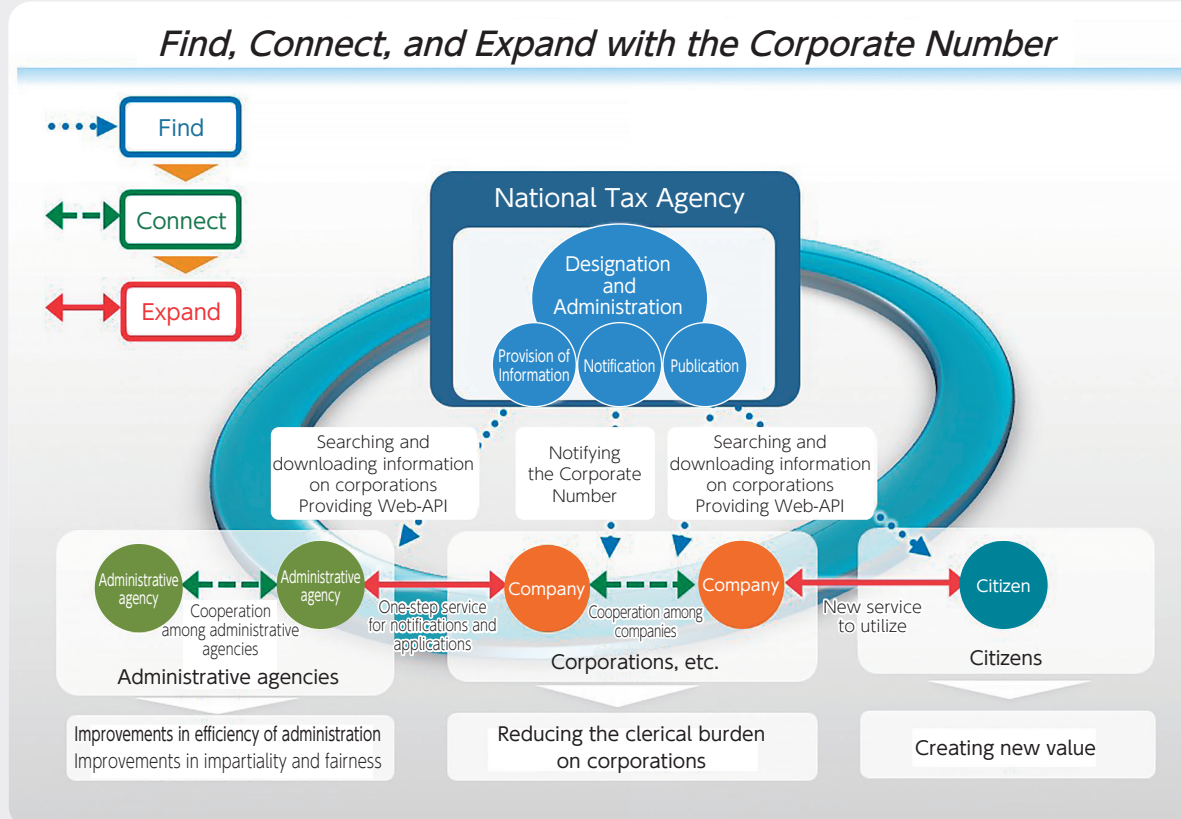 Find, Connect, and Expand with the Corporate Number
Find
Connect
Expand
National Tax Agency
Designation
and
Administration
Provision of
Information
Notification
Publication
Searching and
downloading information
on corporations
Providing Web-API
Notifying
the Corporate
Number
Searching and
downloading information
on corporations
Providing Web-API
Administrative
agency
Cooperation
among administrative
agencies
Administrative
agency
Administrative agencies
One-step service
for notifications and
applications
Company
Cooperation among
companies
Company
Corporations, etc.
New service
to utilize
Citizen
Citizens
Improvements in efficiency of administration
Improvements in impartiality and fairness
Reducing the clerical burden
on corporations
Creating new value